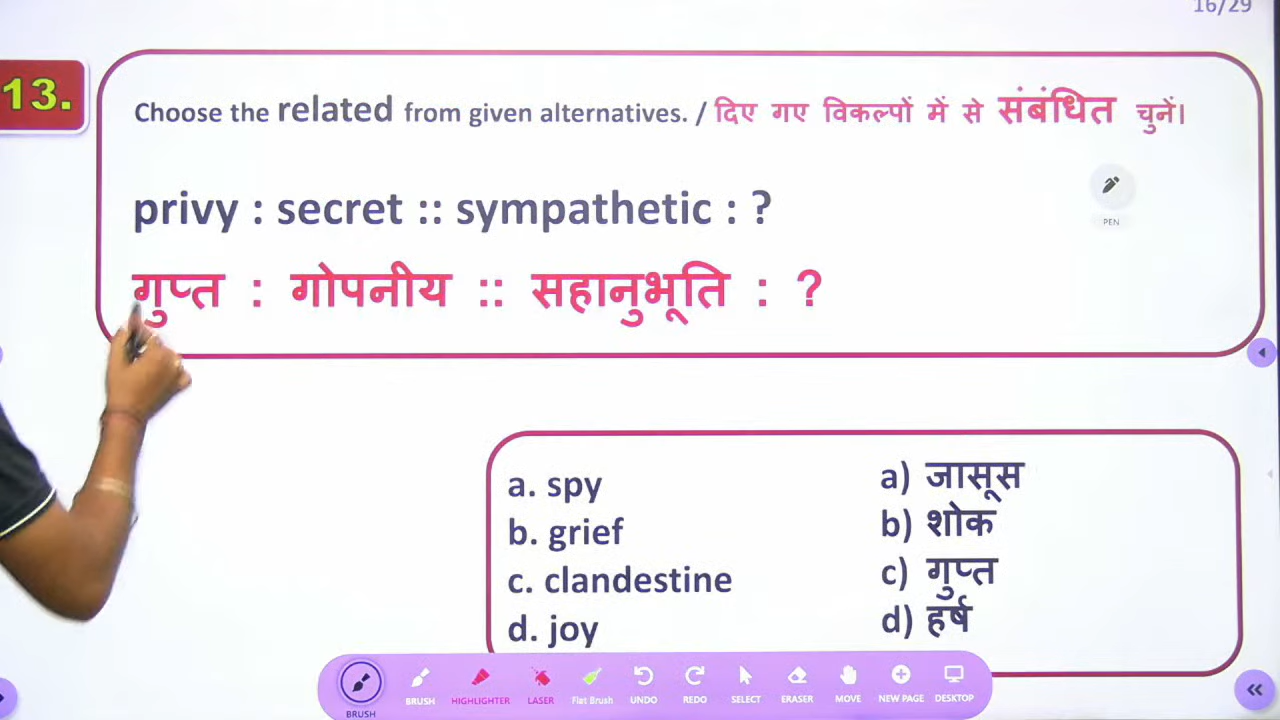 16/29
13.
Choose the related from given alternatives. / दिए गए विकल्पों में से संबंधित चुनें।
privy : secret :: sympathetic : ?
PEN
गुप्त : गोपनीय :: सहानुभूति : ?
a. spy
b. grief
c. clandestine
d. joy
a) जासूस
b) शोक
c) गुप्त
d) हर्ष
BRUSH
BRUSH
HIGHLIGHTER
LASER
Flat Brush
UNDO
REDO
SELECT
ERASER
MOVE
NEW PAGE
DESKTOP